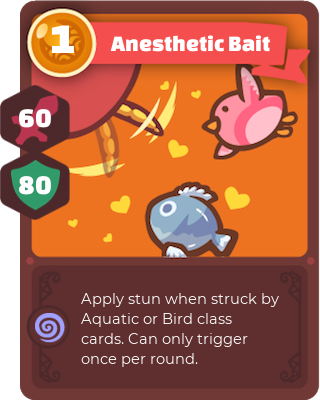 1
Anesthetic Bait
60
80
Apply stun when struck by
Aquatic or Bird class
cards. Can only trigger
once per round.